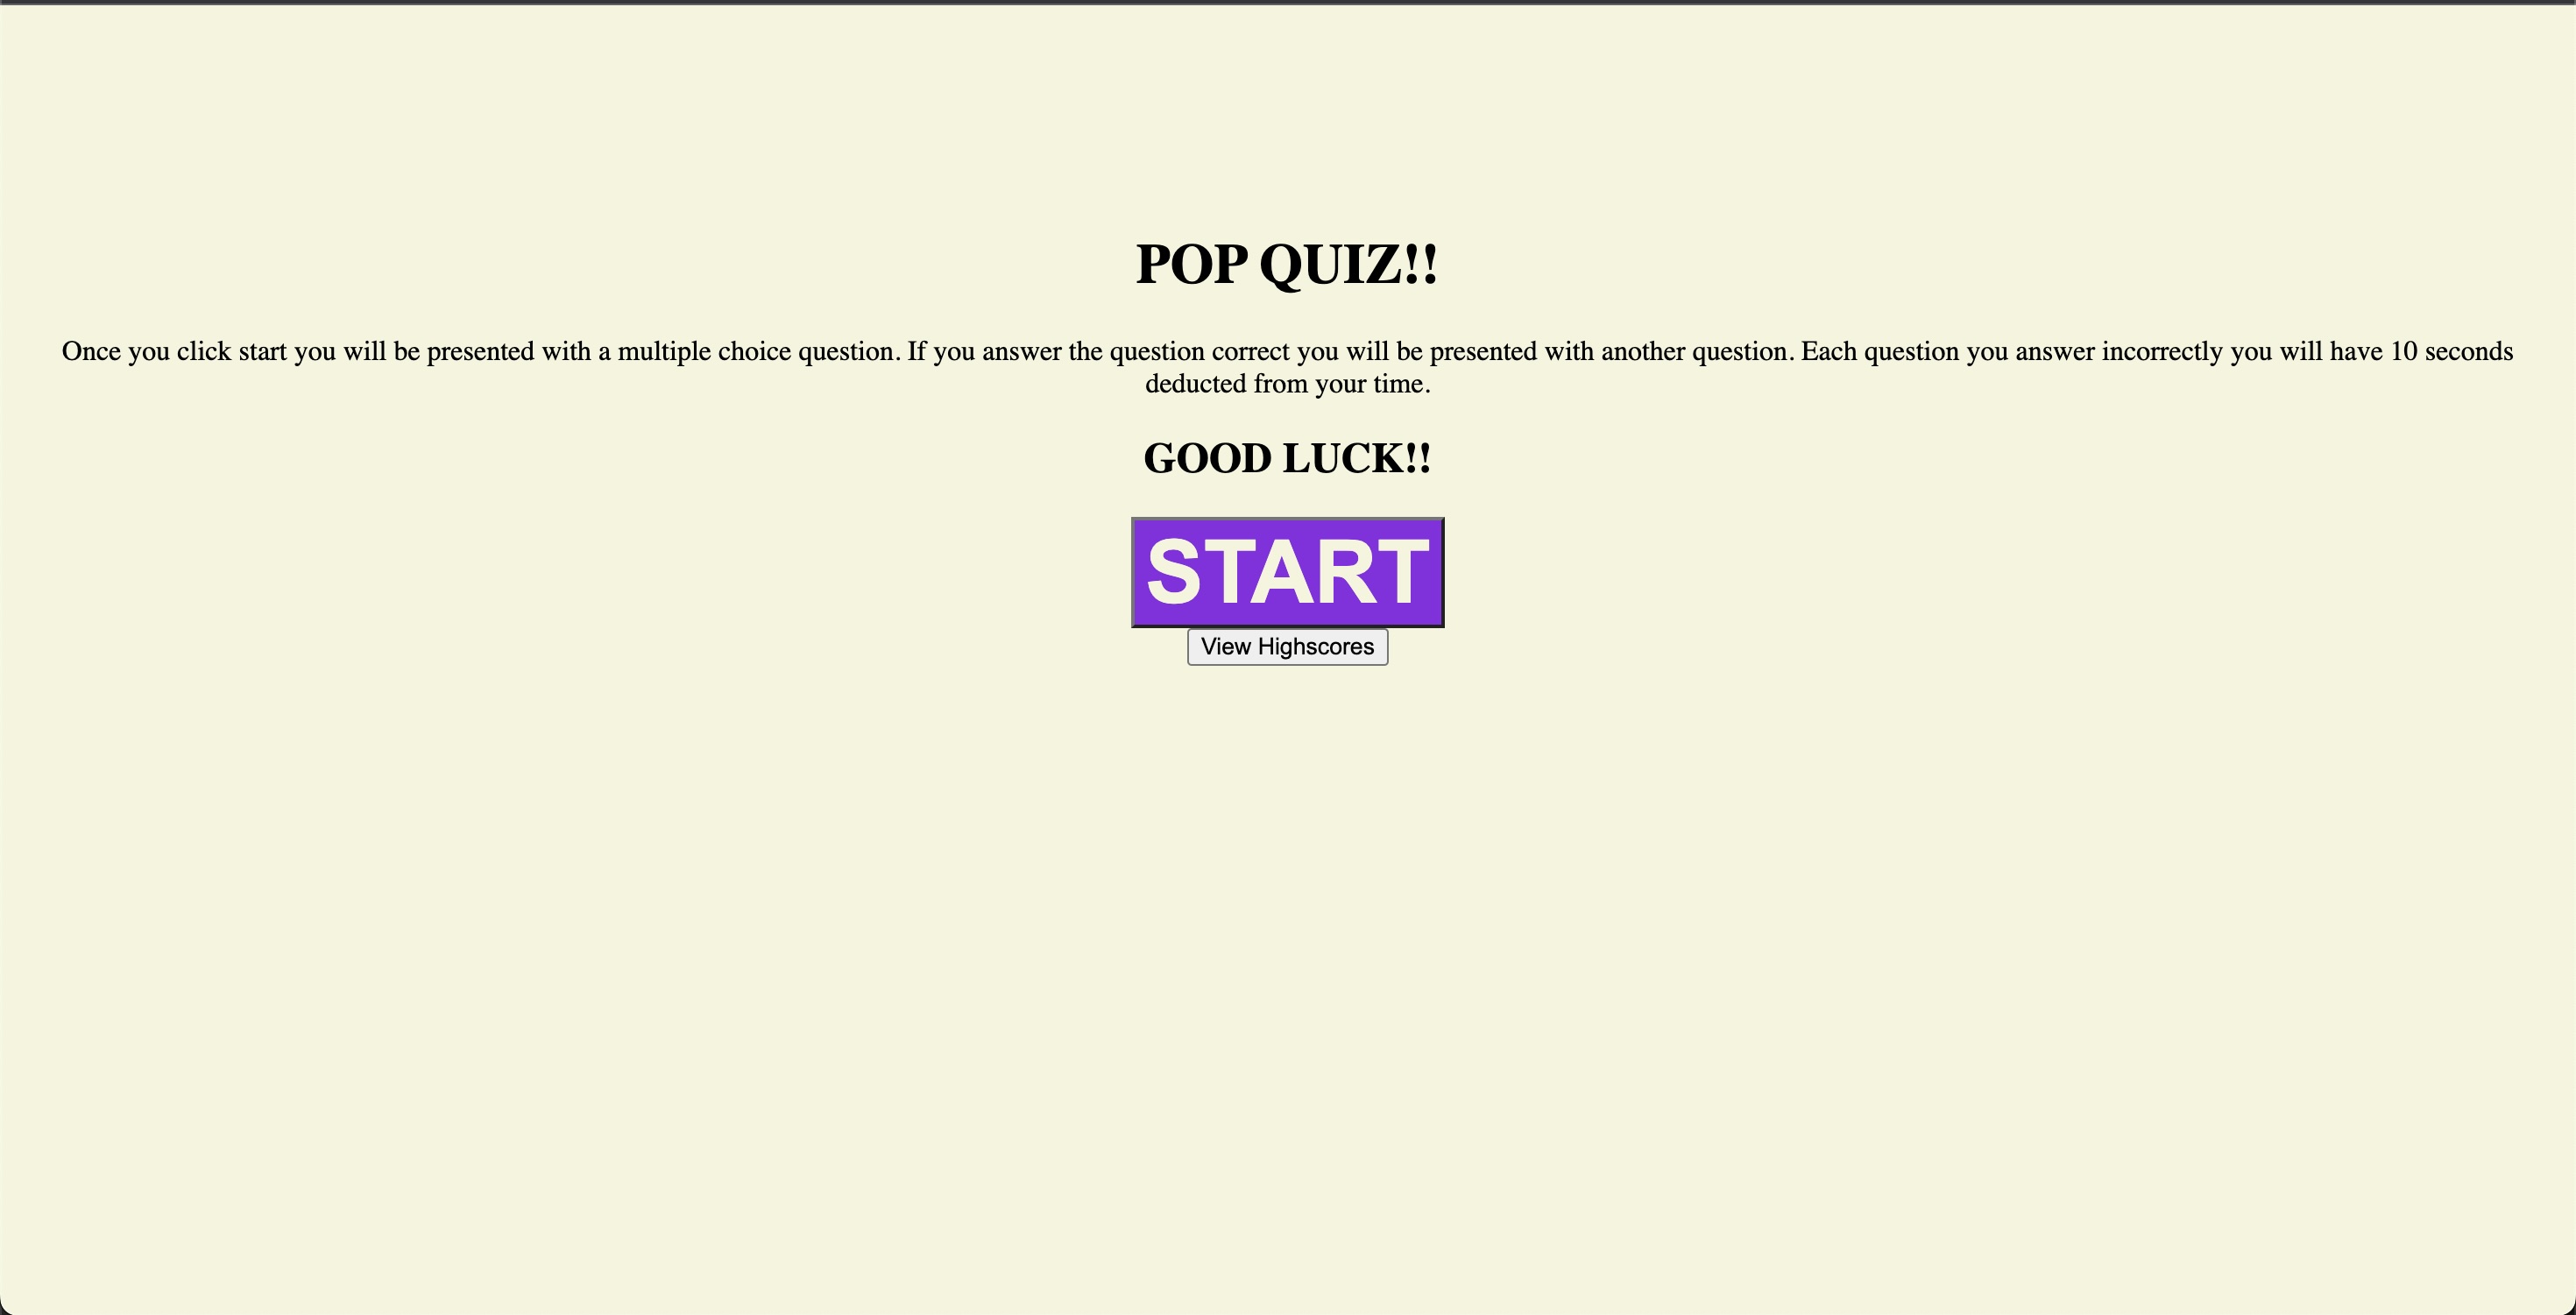 POP QUIZ!!
Once you click start you will be presented with a multiple choice question. If you answer the question correct you will be presented with another question. Each question you answer incorrectly you will have 10 seconds
deducted from your time.
GOOD LUCK!!
START
View Highscores